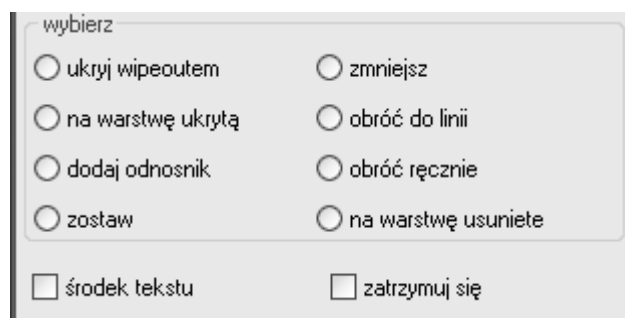 wybierz
ukryj wipeoutem
zmniejsz
na warstwę ukrytą
obróć do linii
dodaj odnosnik
obróć ręcznie
zostaw
na warstwę usuniete
środek tekstu
zatrzymuj się